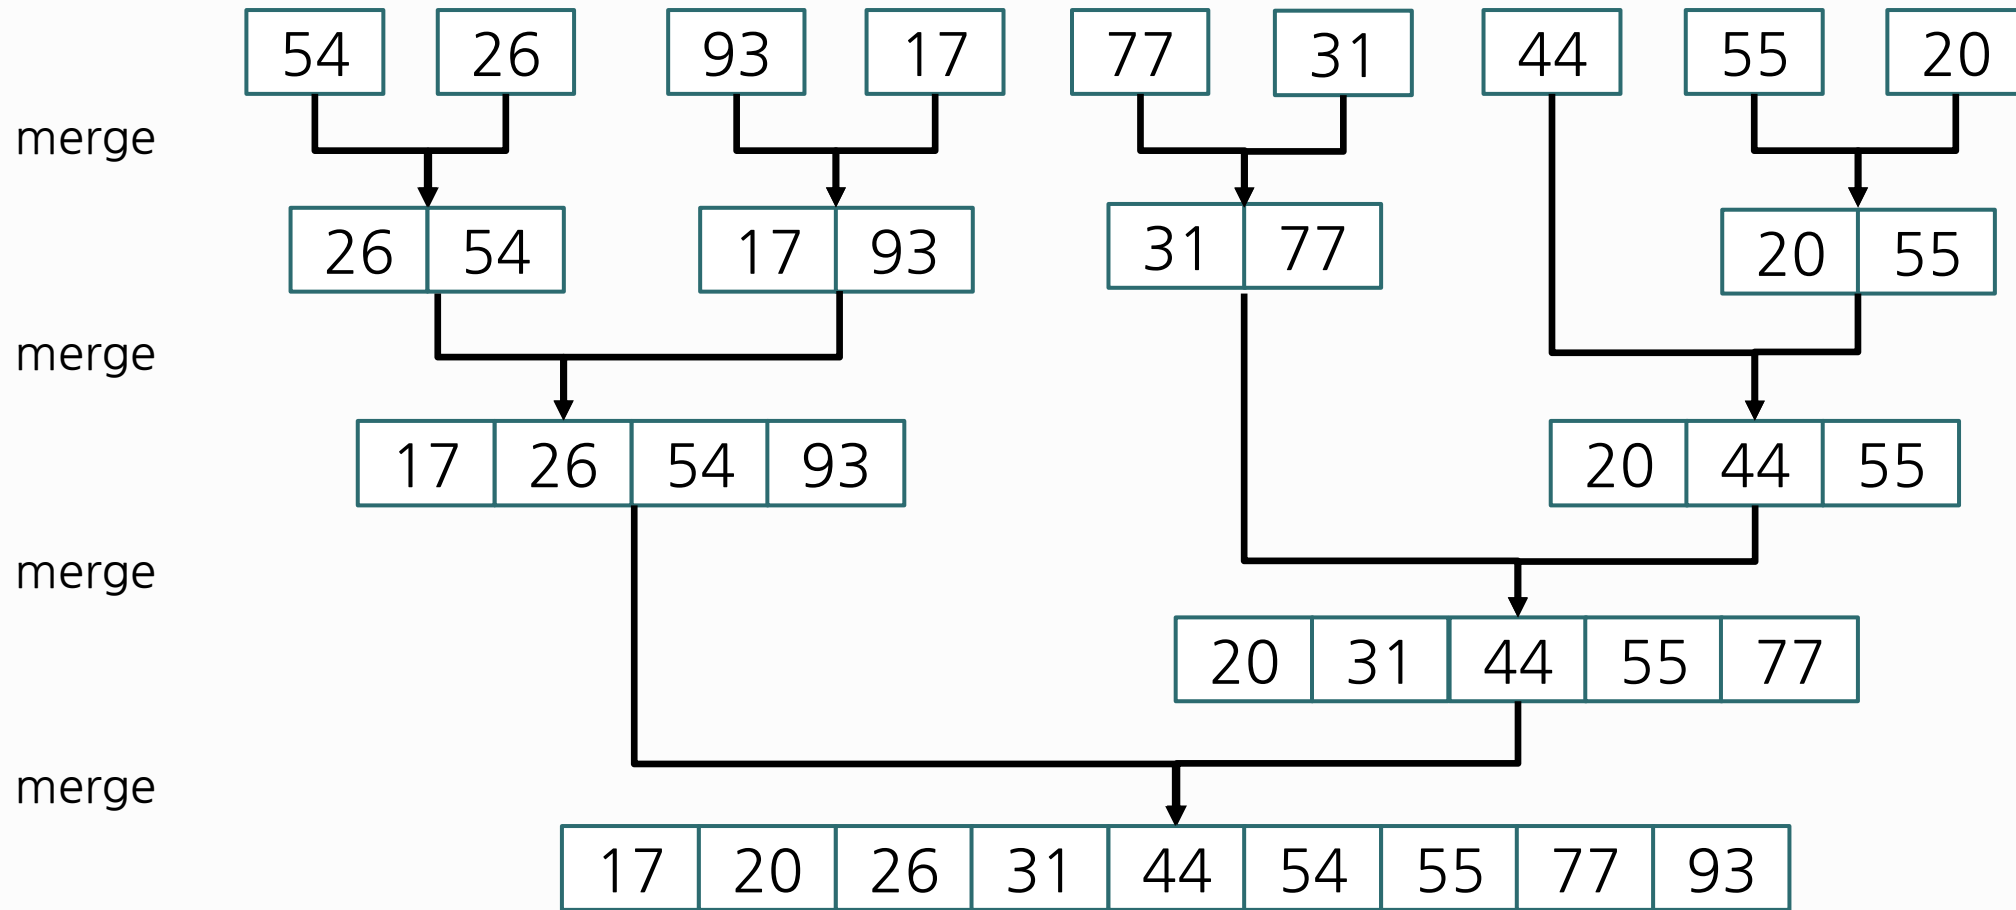 54 26 93 17 77 31 44 55 20
merge
26 54 17 93 31 77 20 55
merge
17 26 54 93 20 44 55
merge
20 31 44 55 77
merge
17 20 26 31 44 54 55 77 93